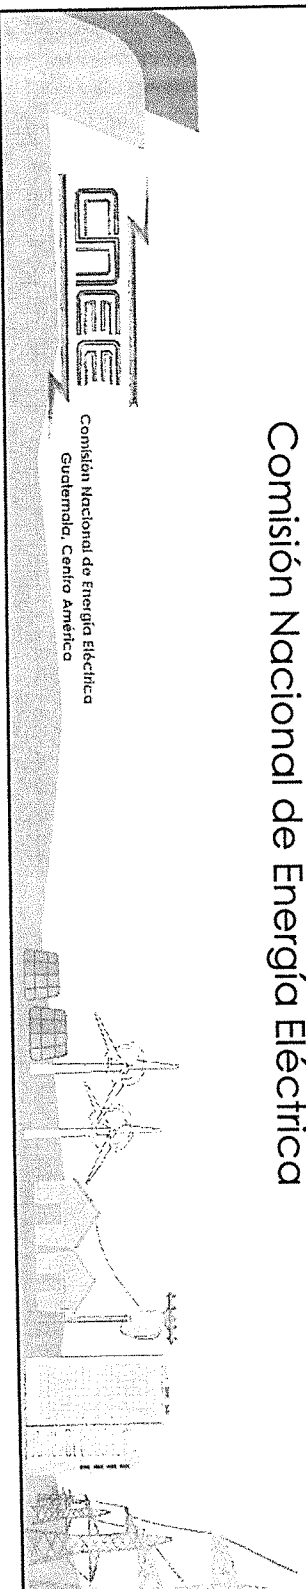 Comisión Nacional de Energía Eléctrica
CNEE
Comisión Nacional de Energía Eléctrica
Guatemala, Centro América